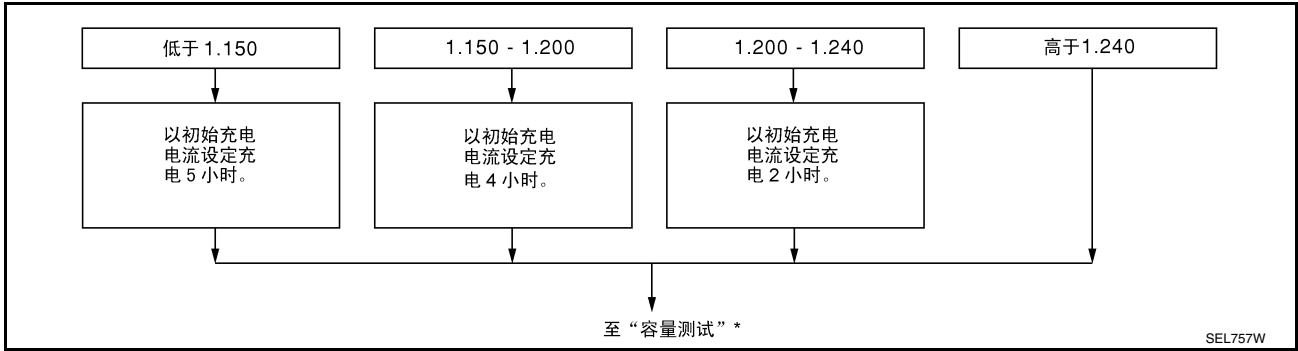 低于1.150
1.150 - 1.200
1.200 - 1.240
高于1.240
以初始充电
电流设定充
电5小时。
以初始充电
电流设定充
电4小时。
以初始充电
电流设定充
电2小时。
至“容量测试”*
SEL757W